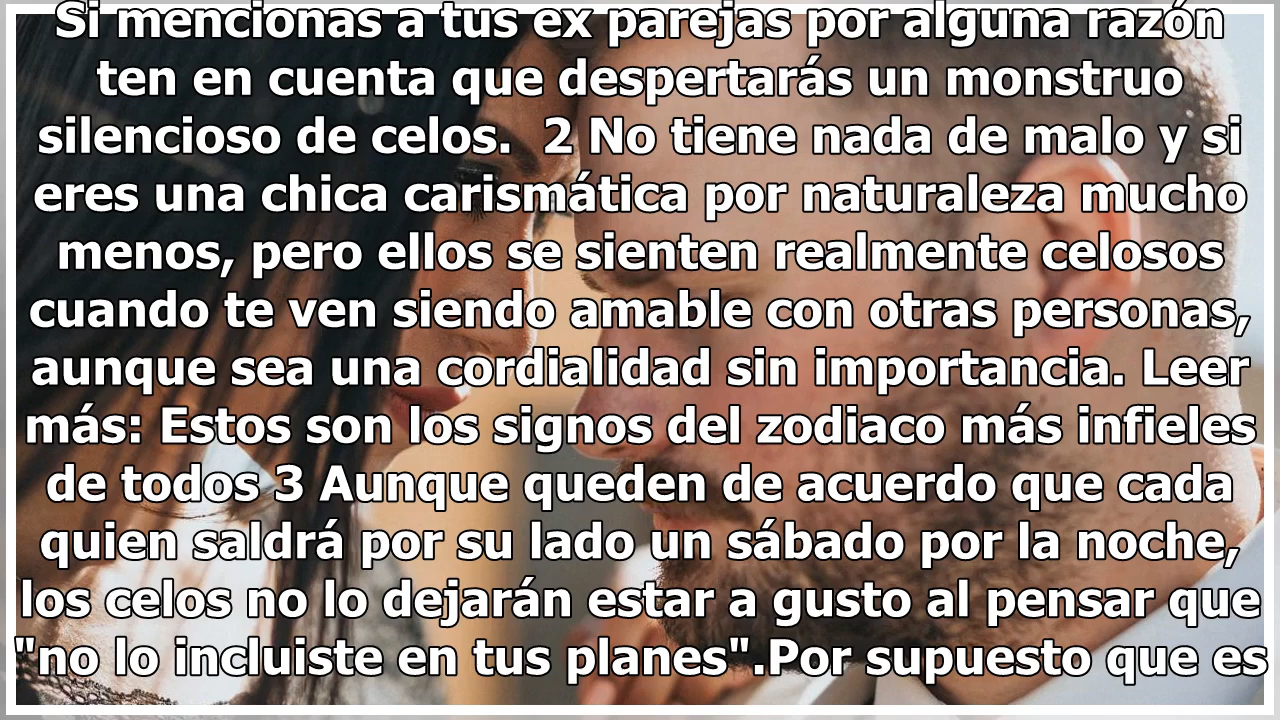 Si mencionas a tus ex parejas por alguna razón
ten en cuenta que despertarás un monstruo
silencioso de celos.  2 No tiene nada de malo y si
eres una chica carismática por naturaleza mucho
menos, pero ellos se sienten realmente celosos
cuando te ven siendo amable con otras personas,
aunque sea una cordialidad sin importancia. Leer
más: Estos son los signos del zodiaco más infieles
de todos 3 Aunque queden de acuerdo que cada
quien saldrá por su lado un sábado por la noche,
los celos no lo dejarán estar a gusto al pensar que
"no lo incluiste en tus planes".Por supuesto que es